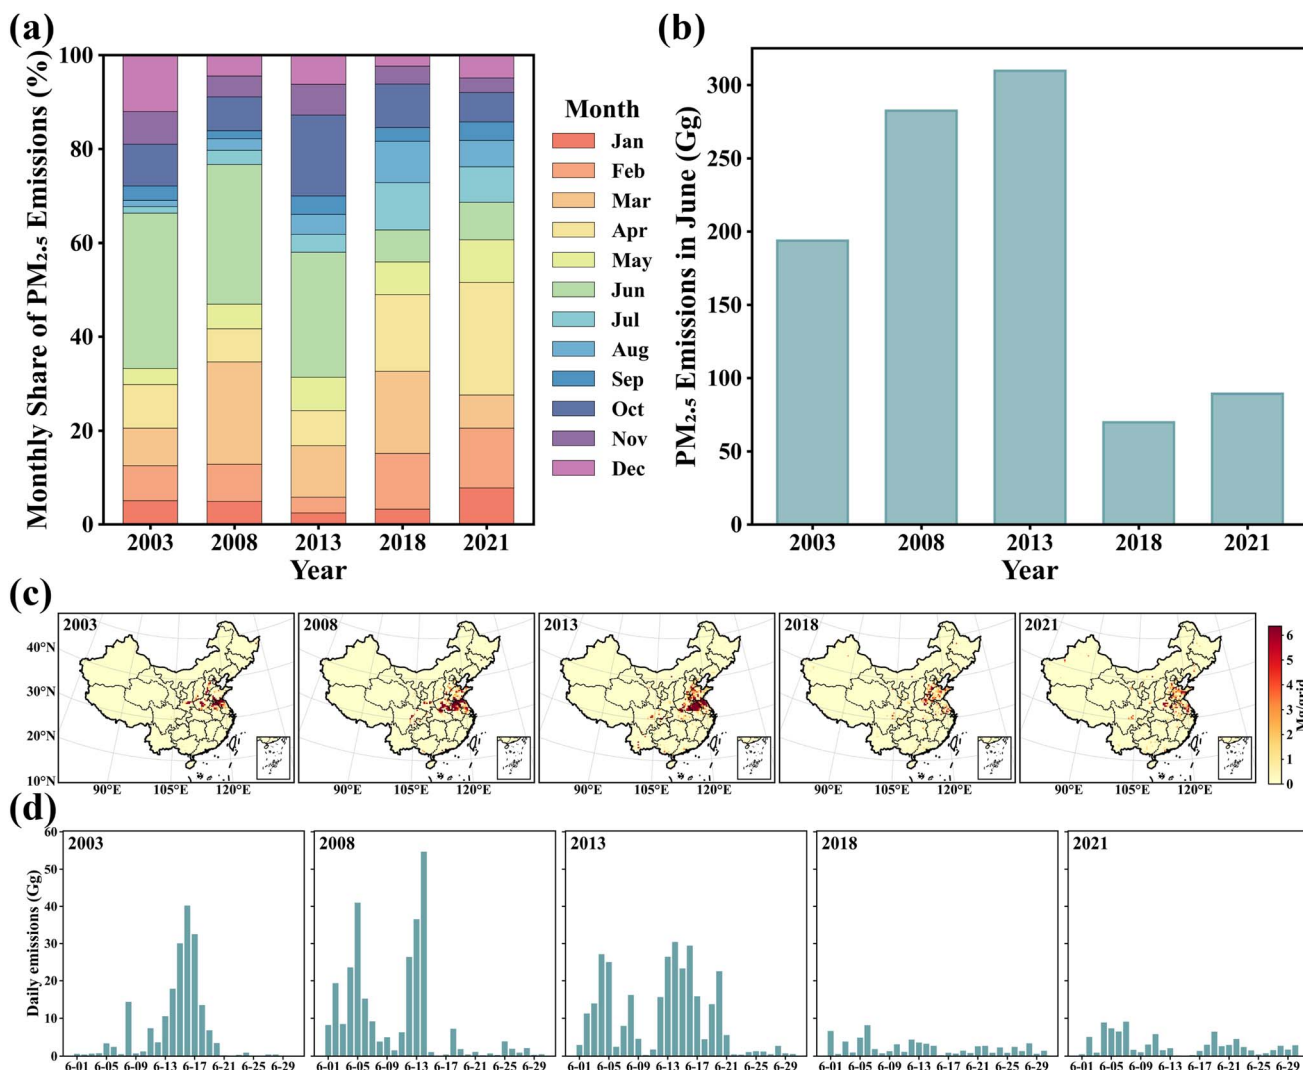 (a)
Monthly Share of PM₂.₅ Emissions (%)
100
80
60
40
20
0
2003 2008 2013 2018 2021
Year
Month
Jan
Feb
Mar
Apr
May
Jun
Jul
Aug
Sep
Oct
Nov
Dec
(b)
PM₂.₅ Emissions in June (Gg)
300
250
200
150
100
50
0
2003 2008 2013 2018 2021
Year
(c)
2003 2008 2013 2018 2021
40°N
30°N
20°N
10°N
90°E 105°E 120°E 90°E 105°E 120°E 90°E 105°E 120°E 90°E 105°E 120°E 90°E 105°E 120°E
6
5
4
3
2
1
0
Mg/grid
(d)
Daily emissions (Gg)
60
50
40
30
20
10
0
2003 2008 2013 2018 2021
6-01 6-05 6-09 6-13 6-17 6-21 6-25 6-29 6-01 6-05 6-09 6-13 6-17 6-21 6-25 6-29 6-01 6-05 6-09 6-13 6-17 6-21 6-25 6-29 6-01 6-05 6-09 6-13 6-17 6-21 6-25 6-29 6-01 6-05 6-09 6-13 6-17 6-21 6-25 6-29